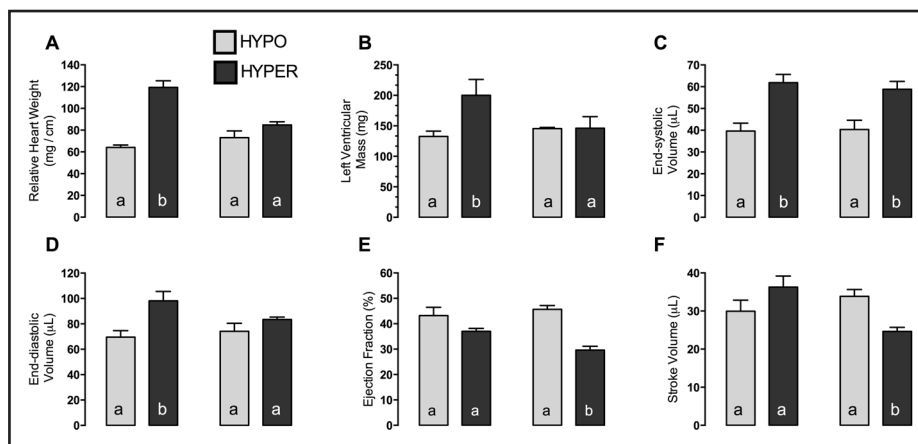 A
HYPO
HYPER
Relative Heart Weight
(mg / cm)
140
120
100
80
60
40
20
0
a
b
a
a
B
Left Ventricular
Mass (mg)
250
200
150
100
50
0
a
b
a
a
C
End-systolic
Volume (μL)
70
60
50
40
30
20
10
0
a
b
a
b
D
End-diastolic
Volume (μL)
120
100
80
60
40
20
0
a
b
a
a
E
Ejection Fraction (%)
60
50
40
30
20
10
0
a
a
a
b
F
Stroke Volume (μL)
40
30
20
10
0
a
a
a
b